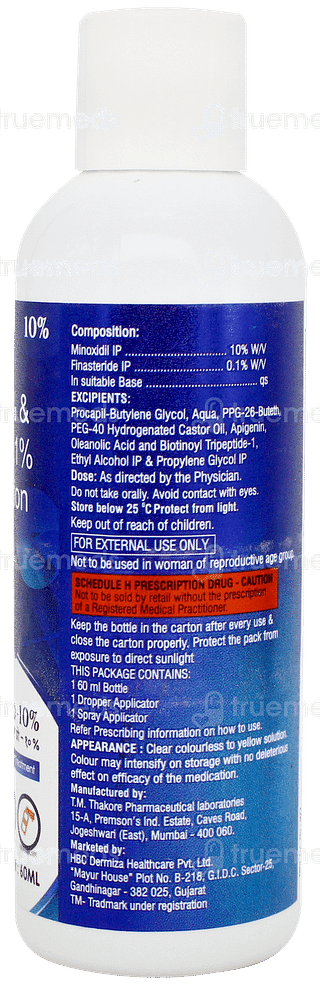 10%
Composition:
Minoxidil IP ............................ 10% W/V
Finasteride IP ........................ 0.1% W/V
In suitable Base ............................... qs
EXCIPIENTS:
Procapil-Butylene Glycol, Aqua, PPG-26-Buteth,
PEG-40 Hydrogenated Castor Oil, Apigenin,
Oleanolic Acid and Biotinoyl Tripeptide-1,
Ethyl Alcohol IP & Propylene Glycol IP
Dose: As directed by the Physician.
Do not take orally. Avoid contact with eyes.
Store below 25 °C Protect from light.
Keep out of reach of children.
FOR EXTERNAL USE ONLY
Not to be used in woman of reproductive age group.
SCHEDULE H PRESCRIPTION DRUG - CAUTION
Not to be sold by retail without the prescription
of a Registered Medical Practitioner.
Keep the bottle in the carton after every use &
close the carton properly. Protect the pack from
exposure to direct sunlight
THIS PACKAGE CONTAINS:
1 60 ml Bottle
1 Dropper Applicator
1 Spray Applicator
Refer Prescribing information on how to use.
APPEARANCE : Clear colourless to yellow solution.
Colour may intensify on storage with no deleterious
effect on efficacy of the medication.
Manufactured by:
T.M. Thakore Pharmaceutical laboratories
15-A, Premson's Ind. Estate, Caves Road,
Jogeshwari (East), Mumbai - 400 060.
Marketed by:
HBC Dermiza Healthcare Pvt. Ltd.
"Mayur House" Plot No. B-218, G.I.D.C. Sector-25,
Gandhinagar - 382 025, Gujarat
TM- Tradmark under registration
&
1%
-10%
60ML
truemeds